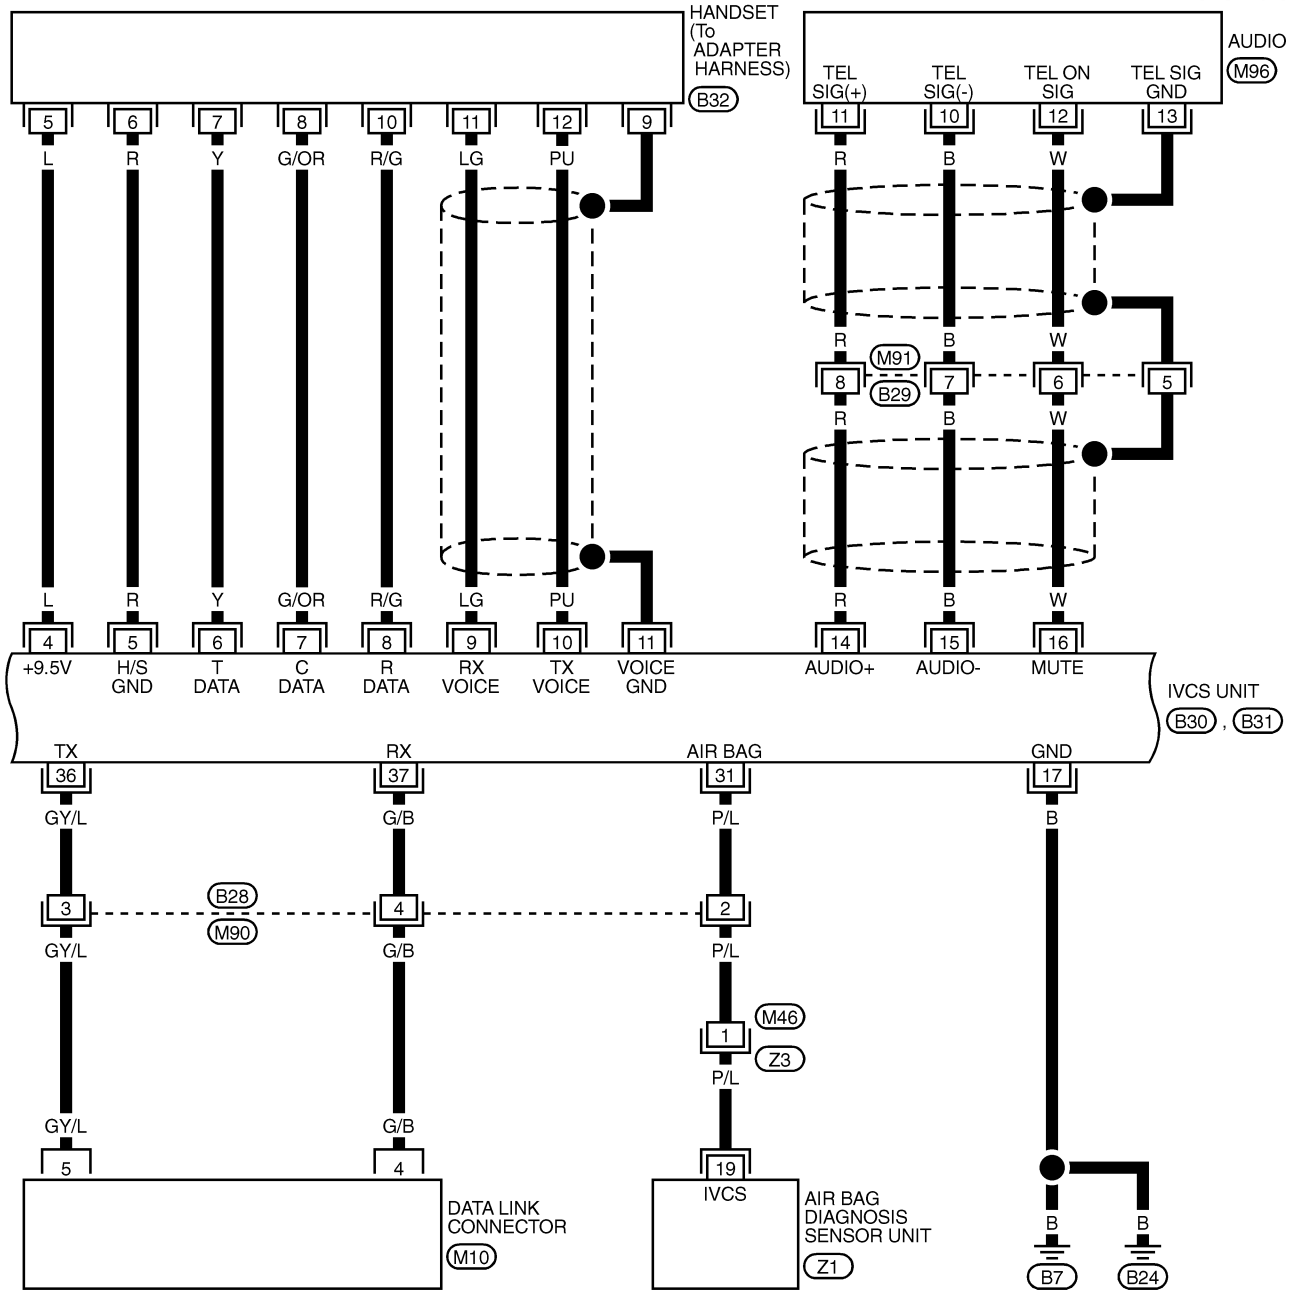 HANDSET
(To
ADAPTER
HARNESS)
B32
AUDIO
M96
TEL
SIG(+)
TEL
SIG(-)
TEL ON
SIG
TEL SIG
GND
5 6 7 8 10 11 12 9
11 10 12 13
L R Y G/OR R/G LG PU
R B W
R B W
M91
8 7 6 5
B29
R B W
L R Y G/OR R/G LG PU
R B W
4 5 6 7 8 9 10 11
14 15 16
+9.5V
H/S
GND
T
DATA
C
DATA
R
DATA
RX
VOICE
TX
VOICE
VOICE
GND
AUDIO+
AUDIO-
MUTE
IVCS UNIT
B30 , B31
TX RX AIR BAG GND
36 37 31 17
GY/L G/B P/L B
B28
3 4 2
M90
GY/L G/B P/L
M46
1
Z3
P/L
GY/L G/B
5 4
19
IVCS
DATA LINK
CONNECTOR
M10
AIR BAG
DIAGNOSIS
SENSOR UNIT
Z1
B B
B7 B24